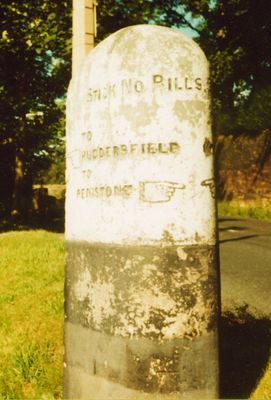 STICK NO BILLS
TO
HUDDERSFIELD
TO
PENISTONE